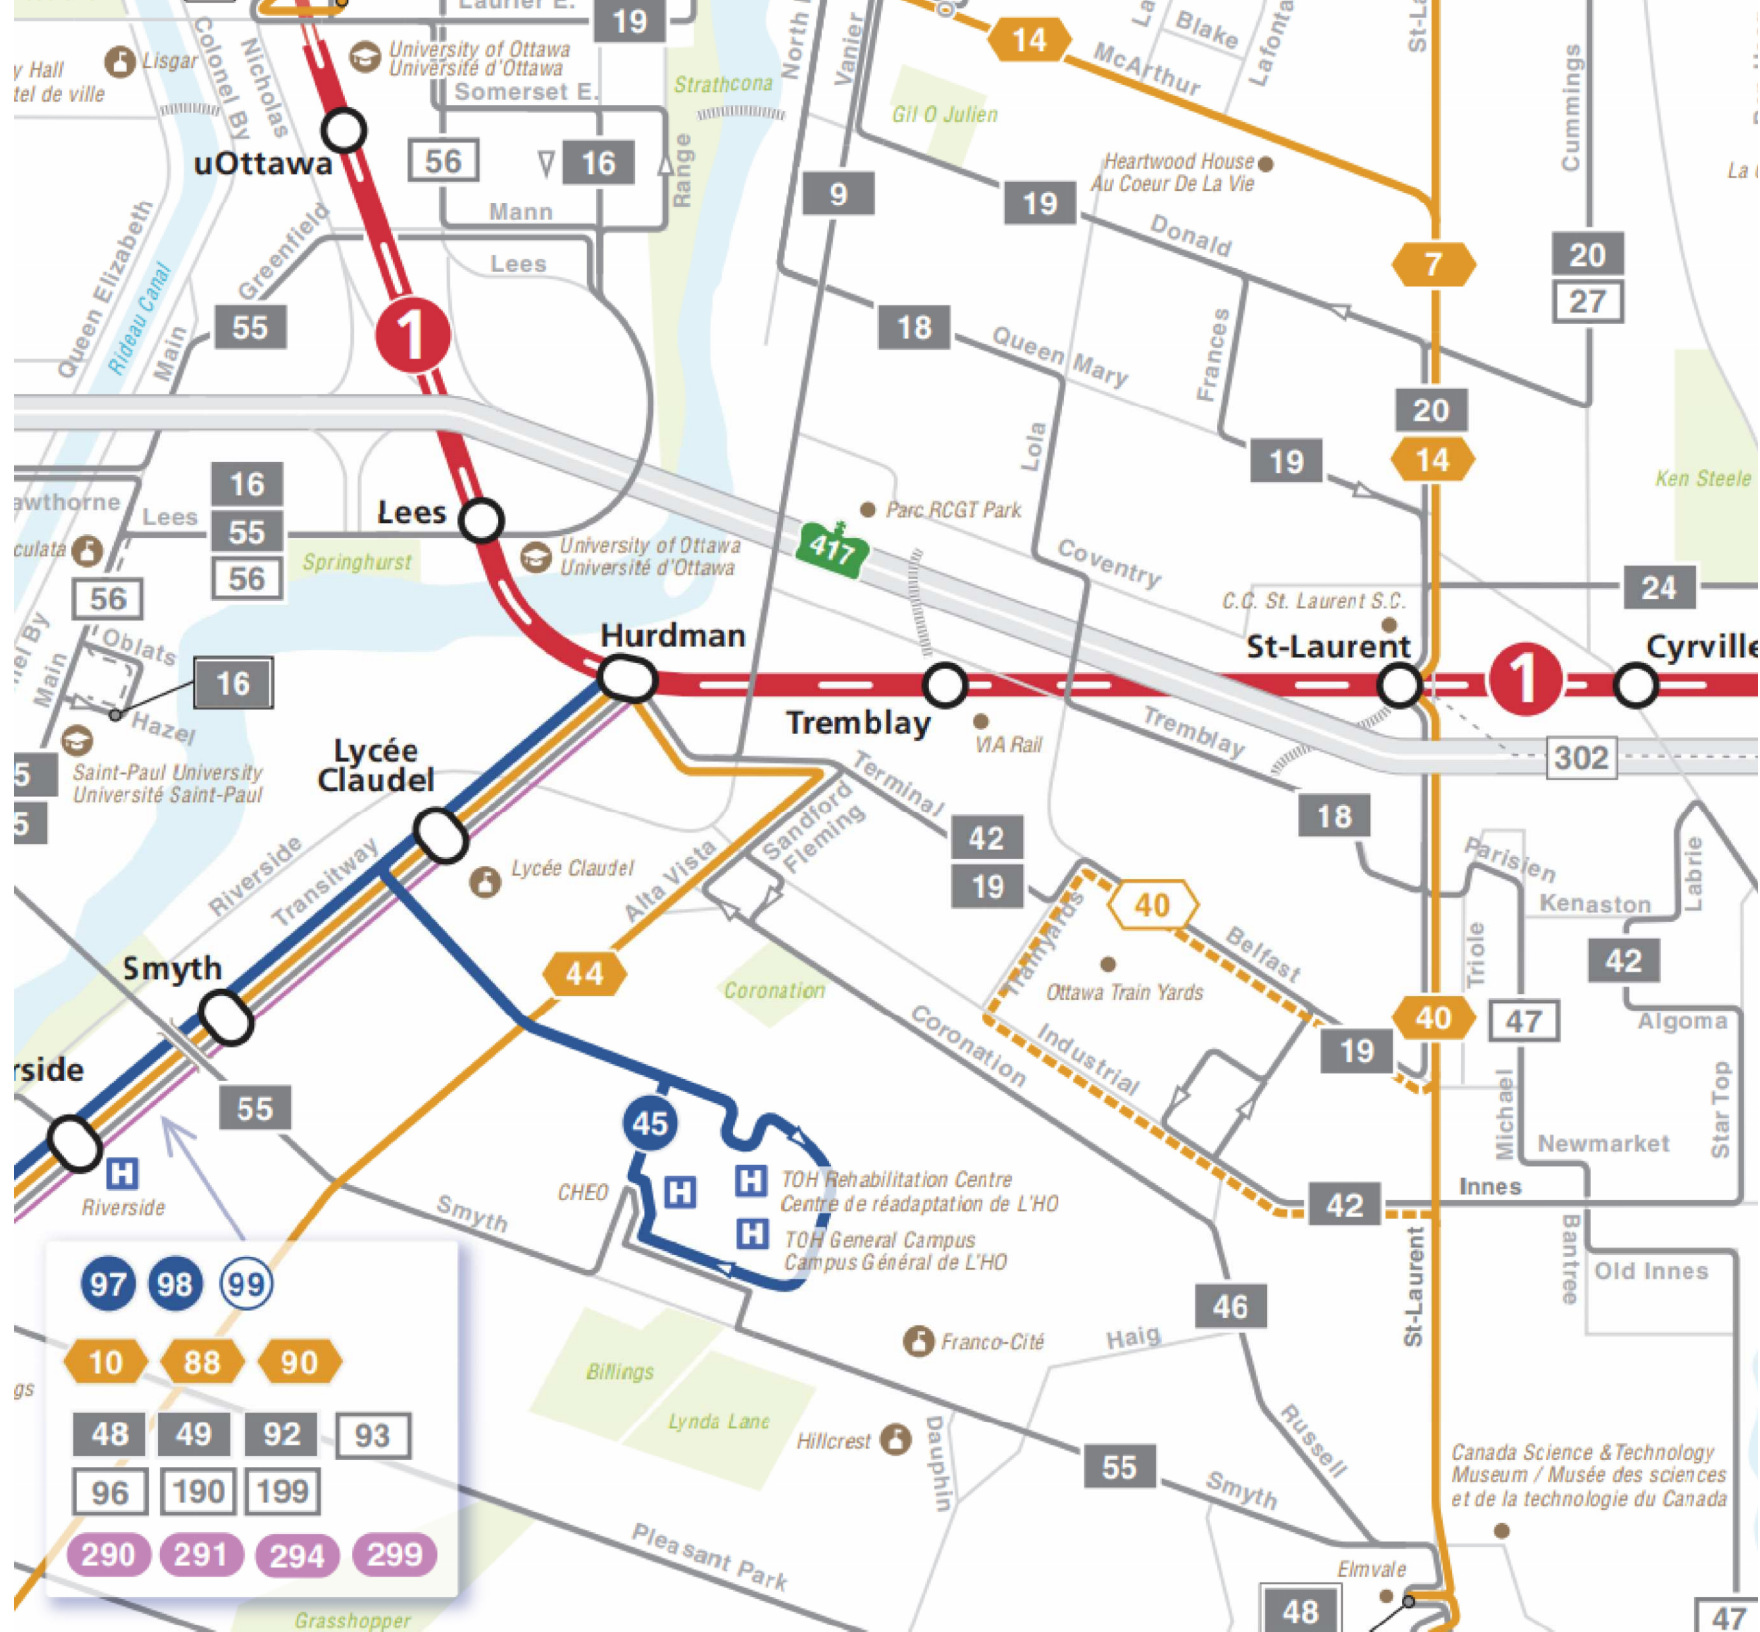 Laurier E.
19
14
Blake
McArthur
Lisgar
Colonel By
Nicholas
University of Ottawa
Université d'Ottawa
Somerset E.
Strathcona
Vanier
Gil O Julien
Cummings
y Hall
tel de ville
uOttawa
56
16
Range
Mann
9
19
Heartwood House
Au Coeur De La Vie
Donald
7
20
27
Queen Elizabeth
Rideau Canal
Greenfield
Lees
Main
55
1
18
Queen Mary
Frances
20
14
19
Lola
Ken Steele
16
55
56
awthorne
Lees
Lees
culata
56
Springhurst
University of Ottawa
Université d'Ottawa
417
Parc RCGT Park
Coventry
C.C. St. Laurent S.C.
24
Oblats
Main
nel By
16
Hazel
Hurdman
St-Laurent
1
Cyrville
Tremblay
VIA Rail
Tremblay
302
Saint-Paul University
Université Saint-Paul
5
5
Lycée
Claudel
Lycée Claudel
Riverside
Transitway
Terminal
Sandford
Fleming
Alta Vista
42
19
18
Parisien
Kenaston
Labrie
Smyth
44
Coronation
Coronation
Trainyards
40
Belfast
Ottawa Train Yards
Industrial
40
19
Triole
47
42
Algoma
rside
55
45
Michael
Newmarket
Star Top
H
Riverside
Smyth
CHEO
H
H
TOH Rehabilitation Centre
Centre de réadaptation de L'HO
H
TOH General Campus
Campus Général de L'HO
42
Innes
Bantree
Old Innes
St-Laurent
97 98 99
10 88 90
48 49 92 93
96 190 199
290 291 294 299
gs
Billings
Lynda Lane
Franco-Cité
Haig
46
Hillcrest
Dauphin
Russell
55
Smyth
Canada Science & Technology
Museum / Musée des sciences
et de la technologie du Canada
Pleasant Park
Elmvale
48
47
Grasshopper